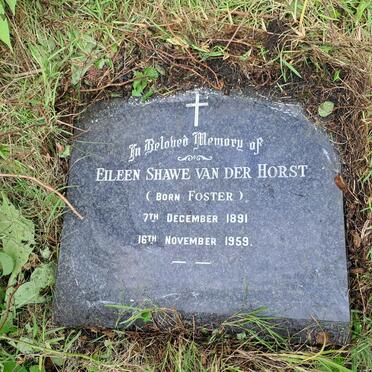 In Beloved Memory of
EILEEN SHAWE VAN DER HORST
( BORN FOSTER )
7TH DECEMBER 1891
16TH NOVEMBER 1959.